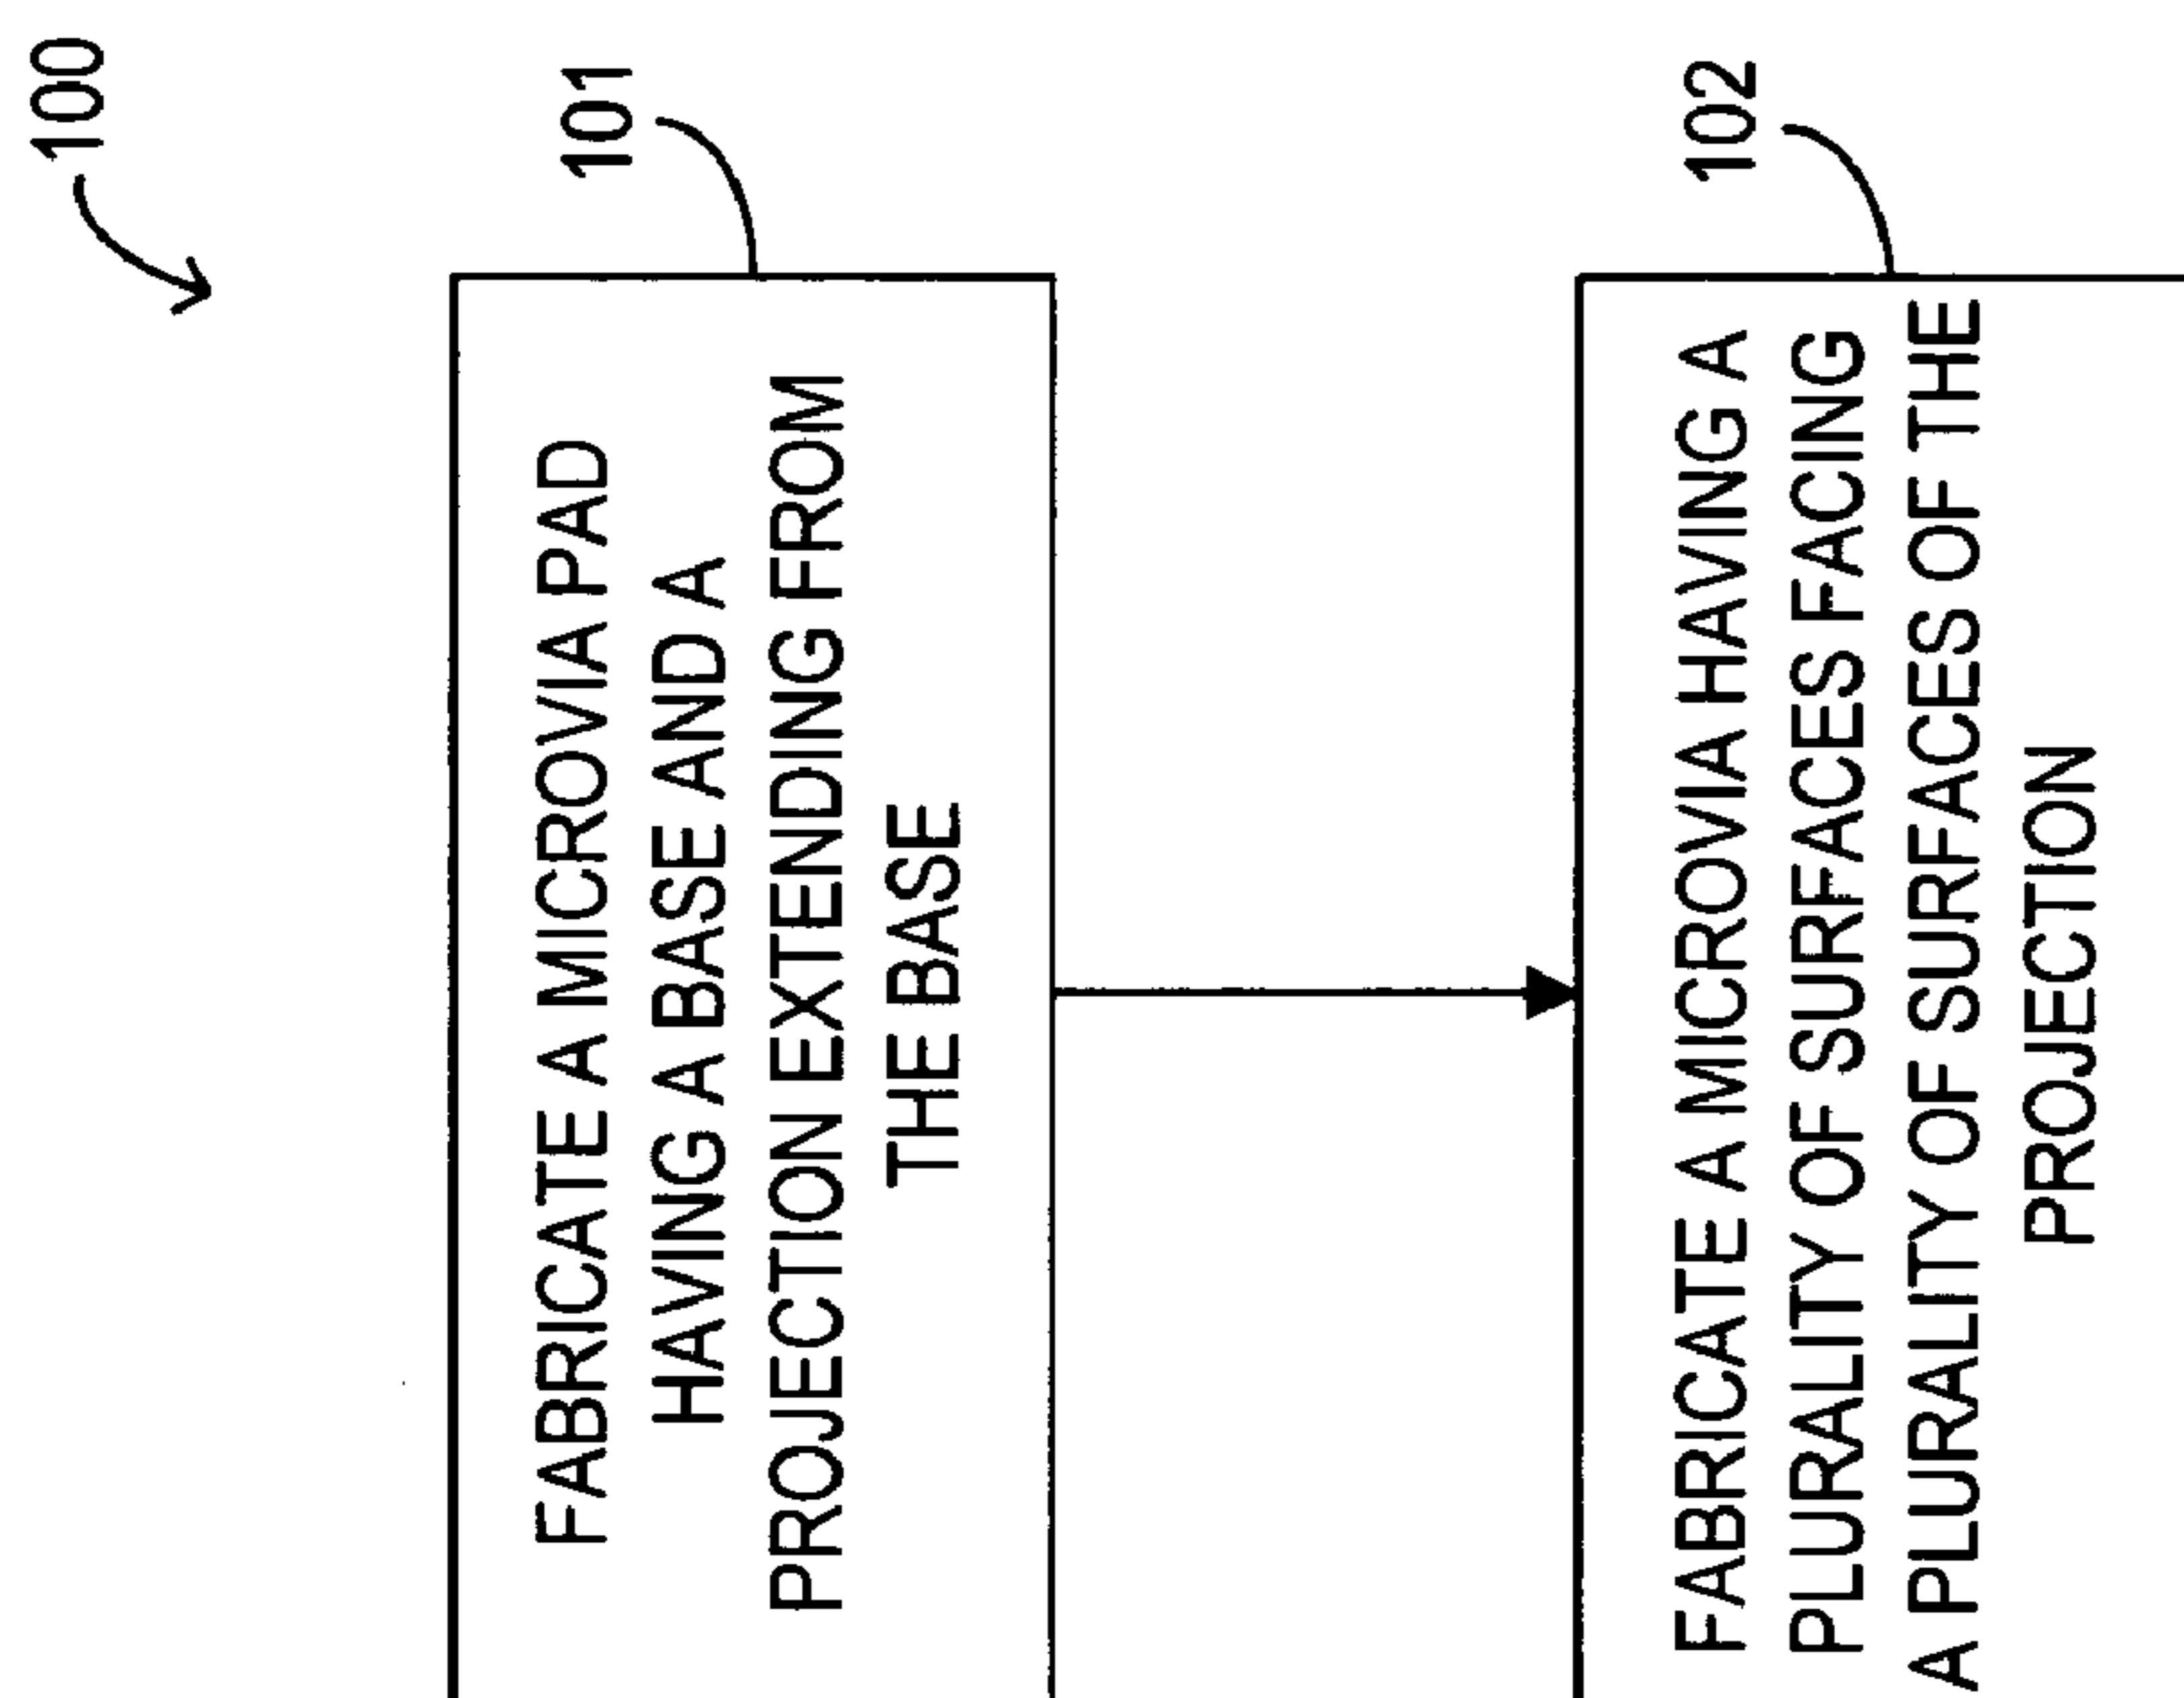 100
101
FABRICATE A MICROVIA PAD
HAVING A BASE AND A
PROJECTION EXTENDING FROM
THE BASE
102
FABRICATE A MICROVIA HAVING A
PLURALITY OF SURFACES FACING
A PLURALITY OF SURFACES OF THE
PROJECTION